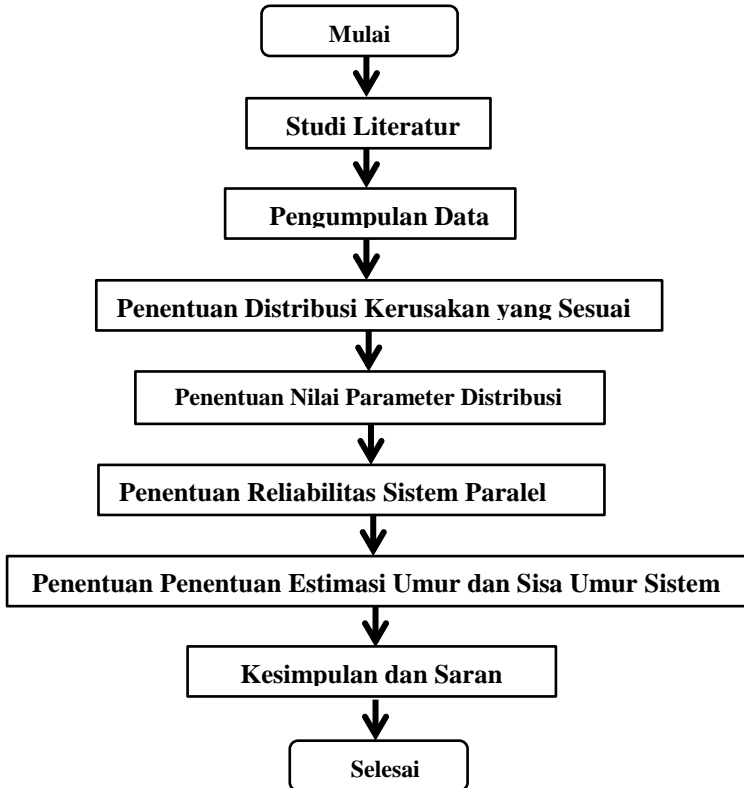 Mulai
Studi Literatur
Pengumpulan Data
Penentuan Distribusi Kerusakan yang Sesuai
Penentuan Nilai Parameter Distribusi
Penentuan Reliabilitas Sistem Paralel
Penentuan Penentuan Estimasi Umur dan Sisa Umur Sistem
Kesimpulan dan Saran
Selesai